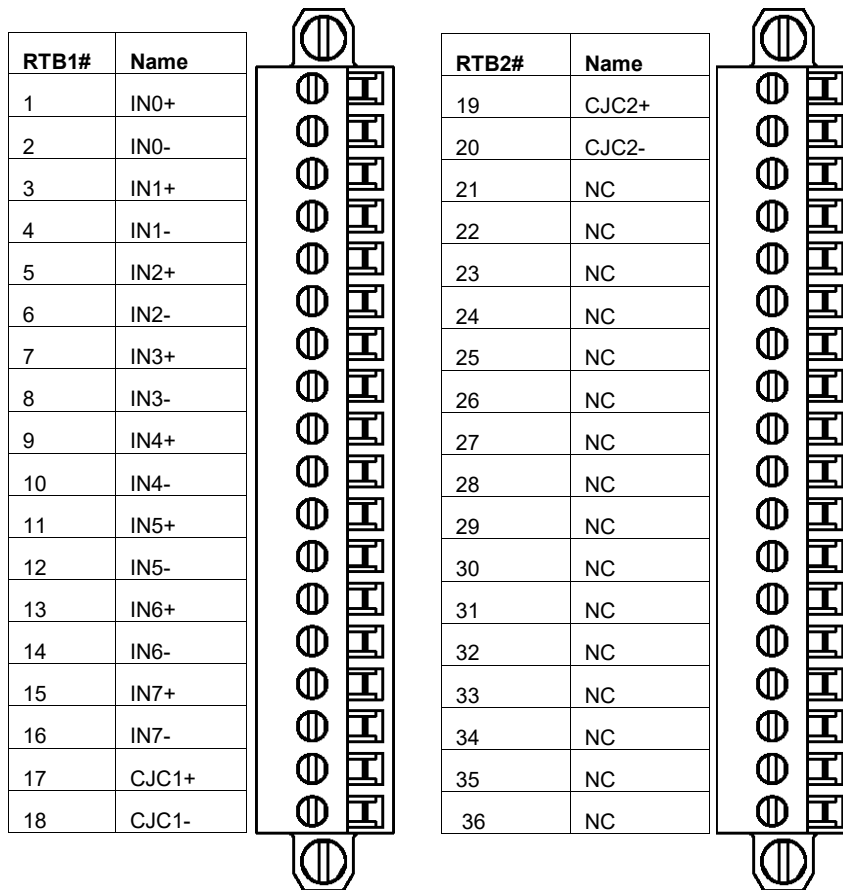 RTB1# Name
1 IN0+
2 IN0-
3 IN1+
4 IN1-
5 IN2+
6 IN2-
7 IN3+
8 IN3-
9 IN4+
10 IN4-
11 IN5+
12 IN5-
13 IN6+
14 IN6-
15 IN7+
16 IN7-
17 CJC1+
18 CJC1-
RTB2# Name
19 CJC2+
20 CJC2-
21 NC
22 NC
23 NC
24 NC
25 NC
26 NC
27 NC
28 NC
29 NC
30 NC
31 NC
32 NC
33 NC
34 NC
35 NC
36 NC